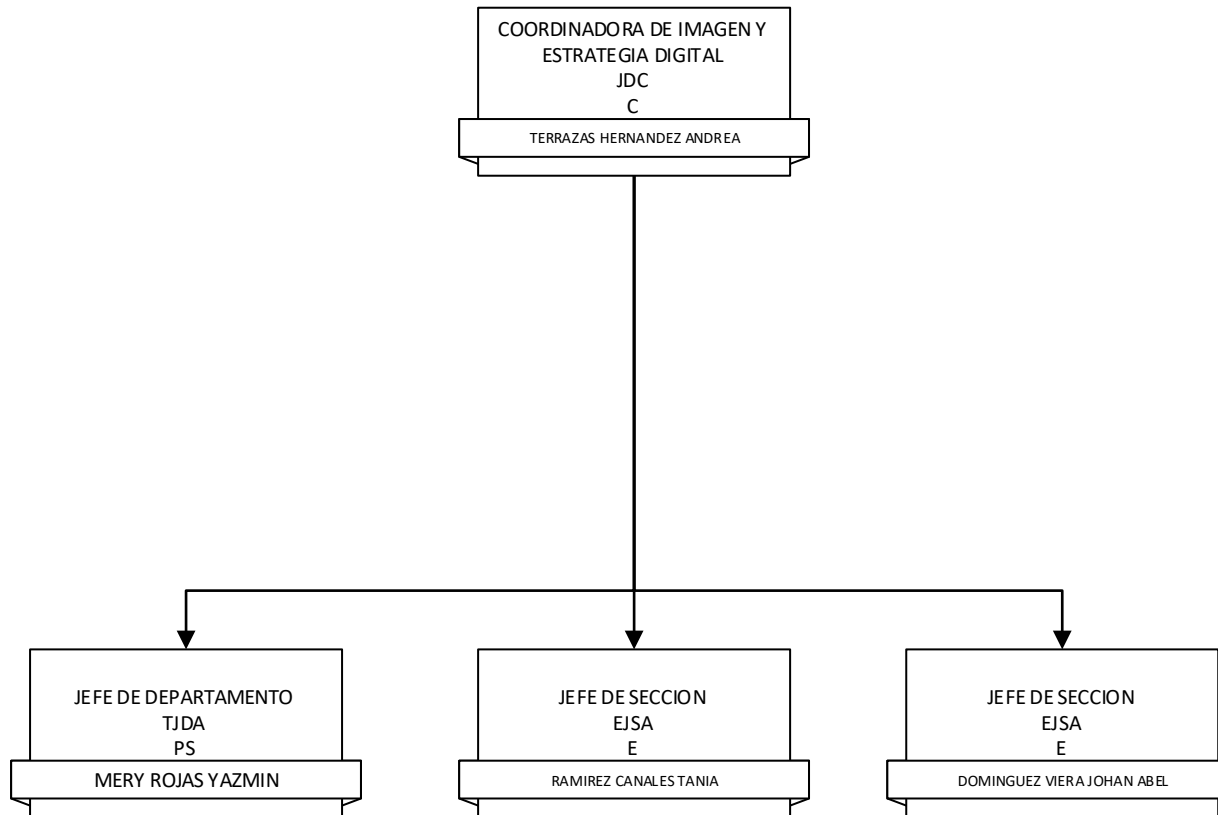 COORDINADORA DE IMAGEN Y
ESTRATEGIA DIGITAL
JDC
C
TERRAZAS HERNANDEZ ANDREA
JEFE DE DEPARTAMENTO
TJDA
PS
MERY ROJAS YAZMIN
JEFE DE SECCION
EJSA
E
RAMIREZ CANALES TANIA
JEFE DE SECCION
EJSA
E
DOMINGUEZ VIERA JOHAN ABEL